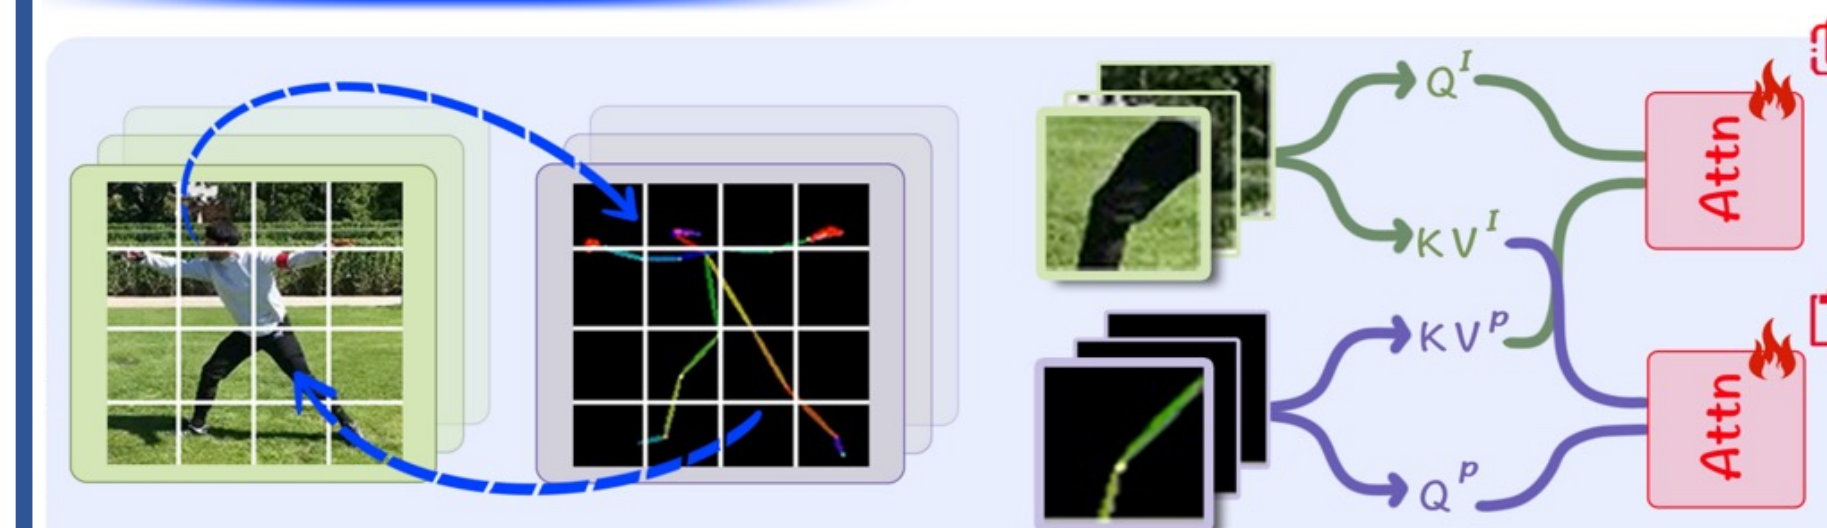 Q^I
KV^I
KV^P
Q^P
Attn
Attn